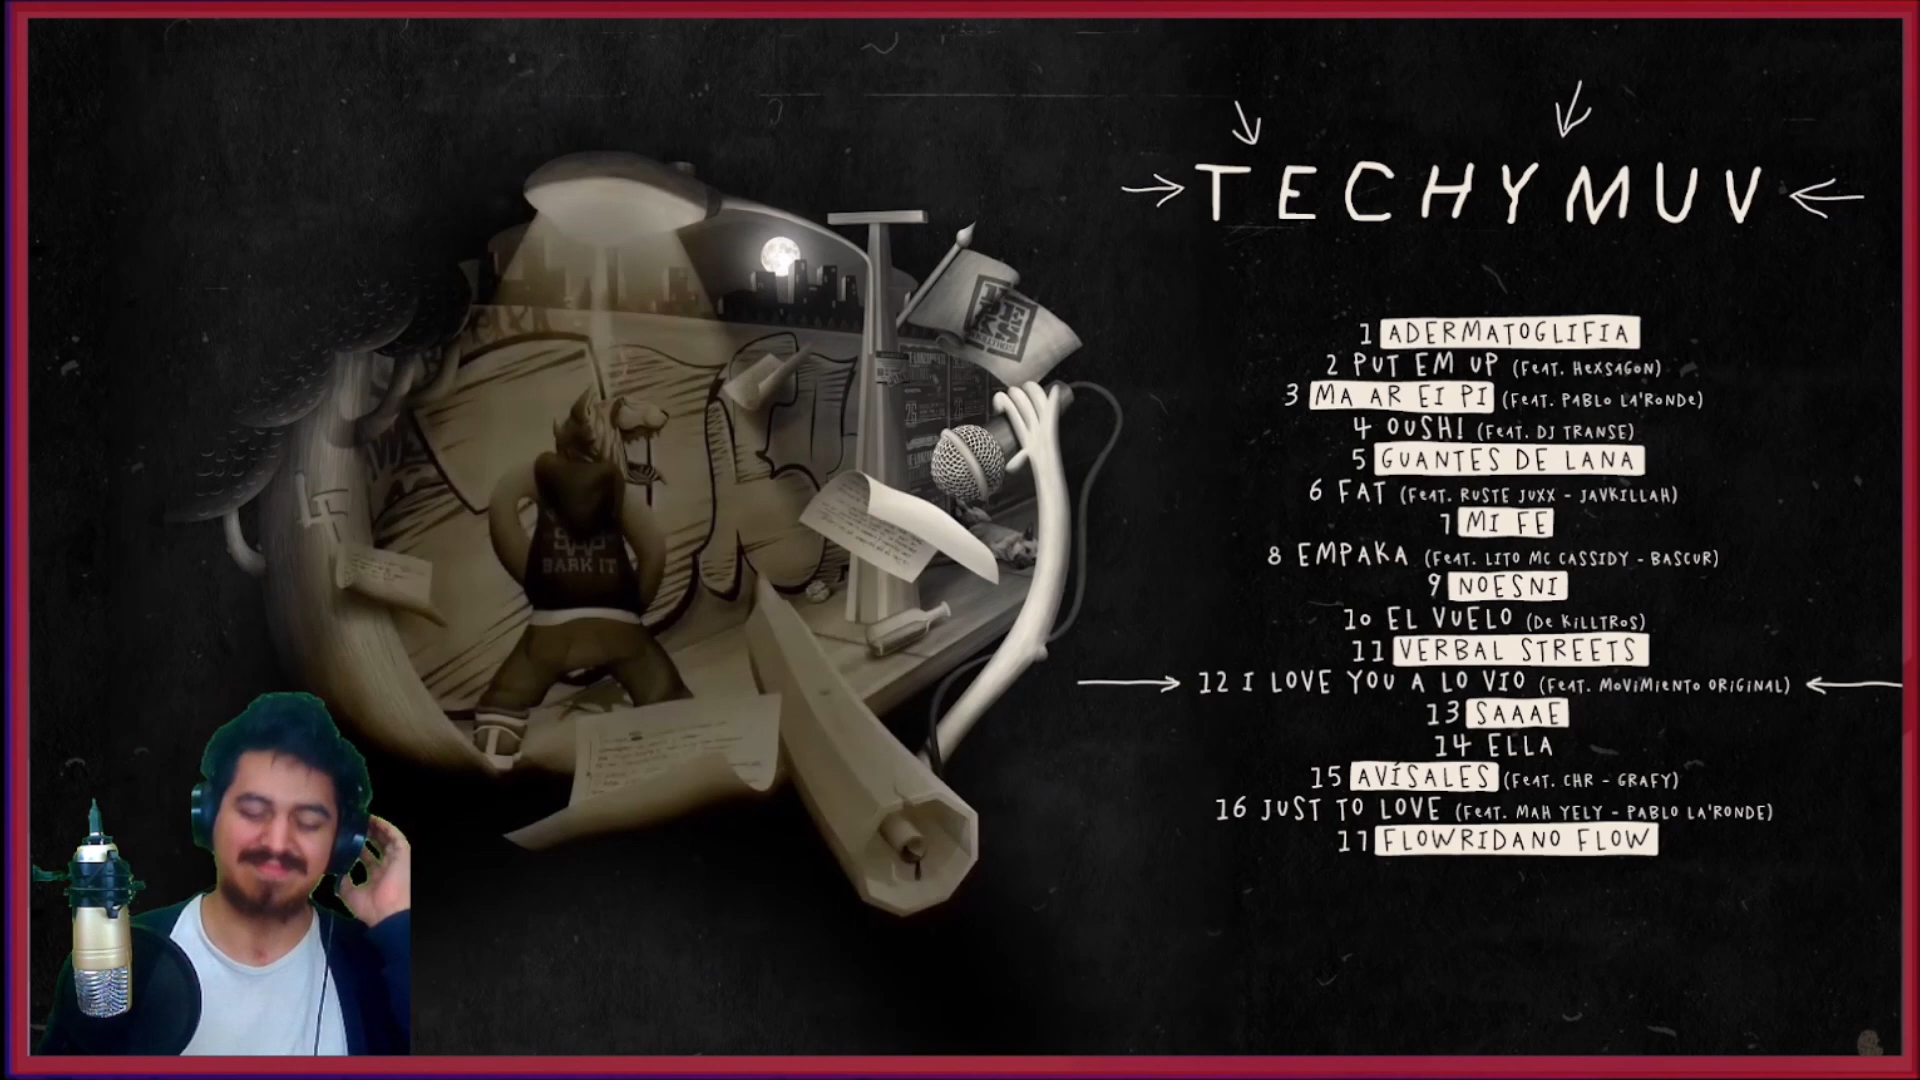 TECHYMUV
1 ADERMATOGLIFIA
2 PUT EM UP (FEAT. HEXSAGON)
3 MA AR EI PI (FEAT. PABLO LA'RONDE)
4 OUSH! (FEAT. DJ TRANSE)
5 GUANTES DE LANA
6 FAT (FEAT. RUSTE JUXX - JAVKILLAH)
7 MI FE
8 EMPAKA (FEAT. LITO MC CASSIDY - BASCUR)
9 NOESNI
10 EL VUELO (DE KILLTROS)
11 VERBAL STREETS
12 I LOVE YOU A LO VIO (FEAT. MOVIMIENTO ORIGINAL)
13 SAAAE
14 ELLA
15 AVÍSALES (FEAT. CHR - GRAFY)
16 JUST TO LOVE (FEAT. MAH YELY - PABLO LA'RONDE)
17 FLOWRIDANO FLOW
BARK IT